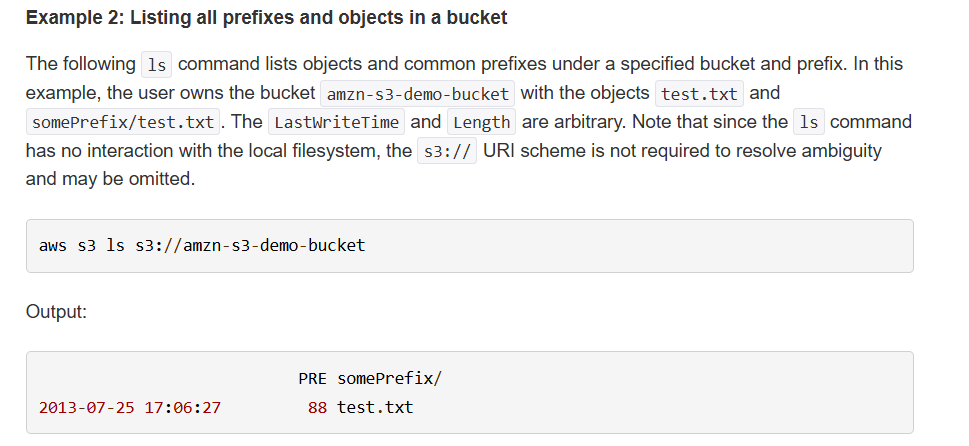 Example 2: Listing all prefixes and objects in a bucket
The following ls command lists objects and common prefixes under a specified bucket and prefix. In this
example, the user owns the bucket amzn-s3-demo-bucket with the objects test.txt and
somePrefix/test.txt. The LastWriteTime and Length are arbitrary. Note that since the ls command
has no interaction with the local filesystem, the s3:// URI scheme is not required to resolve ambiguity
and may be omitted.
aws s3 ls s3://amzn-s3-demo-bucket
Output:
PRE somePrefix/
2013-07-25 17:06:27 88 test.txt